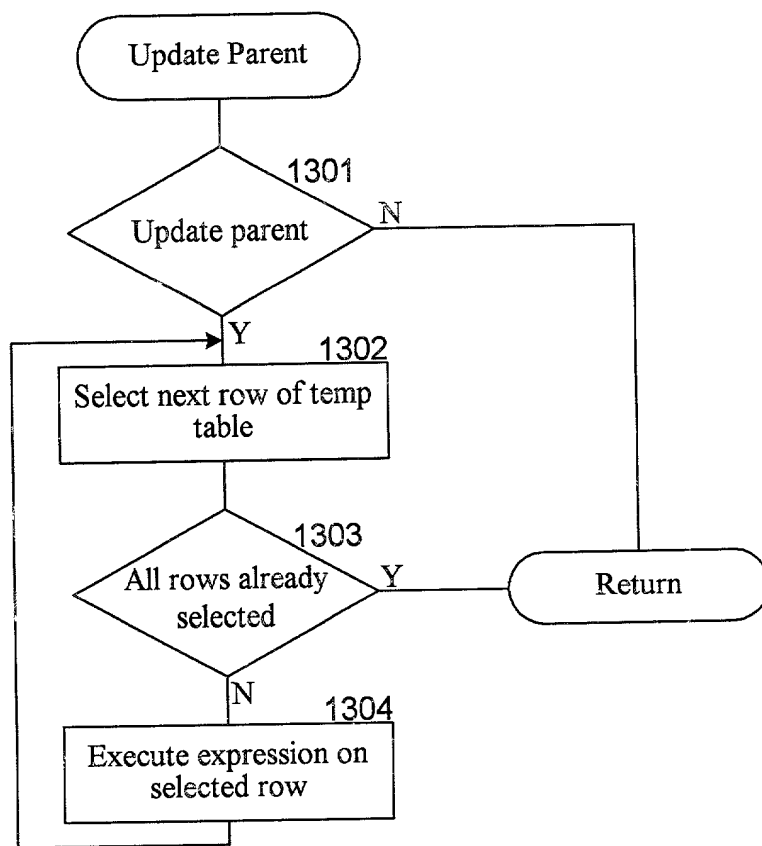 Update Parent
1301
Update parent
N
Y
1302
Select next row of temp
table
1303
All rows already
selected
Y
Return
N
1304
Execute expression on
selected row